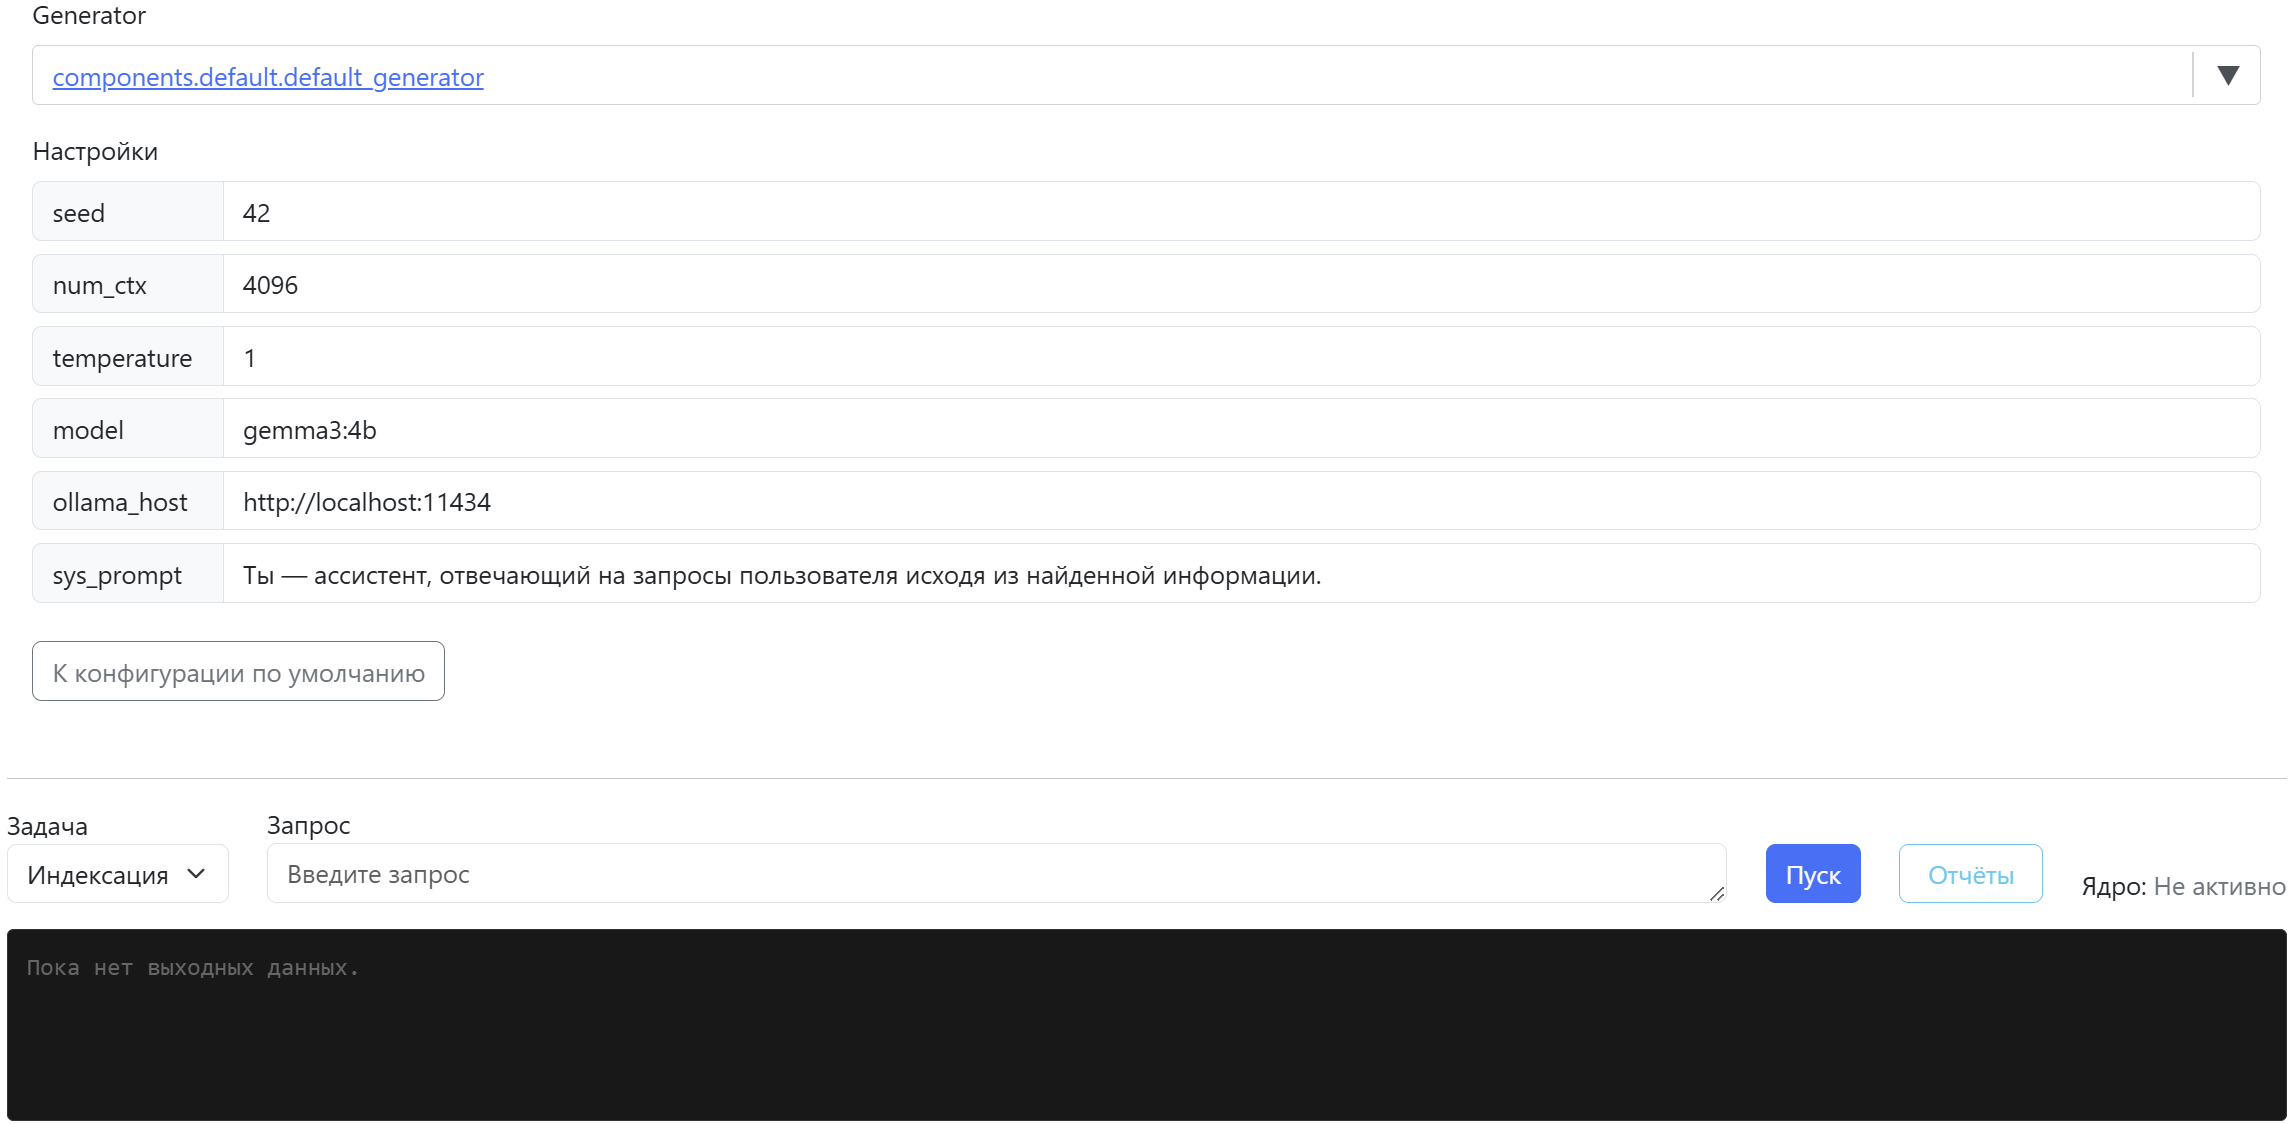 Generator
components.default.default_generator
Настройки
seed 42
num_ctx 4096
temperature 1
model gemma3:4b
ollama_host http://localhost:11434
sys_prompt Ты — ассистент, отвечающий на запросы пользователя исходя из найденной информации.
К конфигурации по умолчанию
Задача Запрос
Индексация Введите запрос Пуск Отчёты Ядро: Не активно
Пока нет выходных данных.